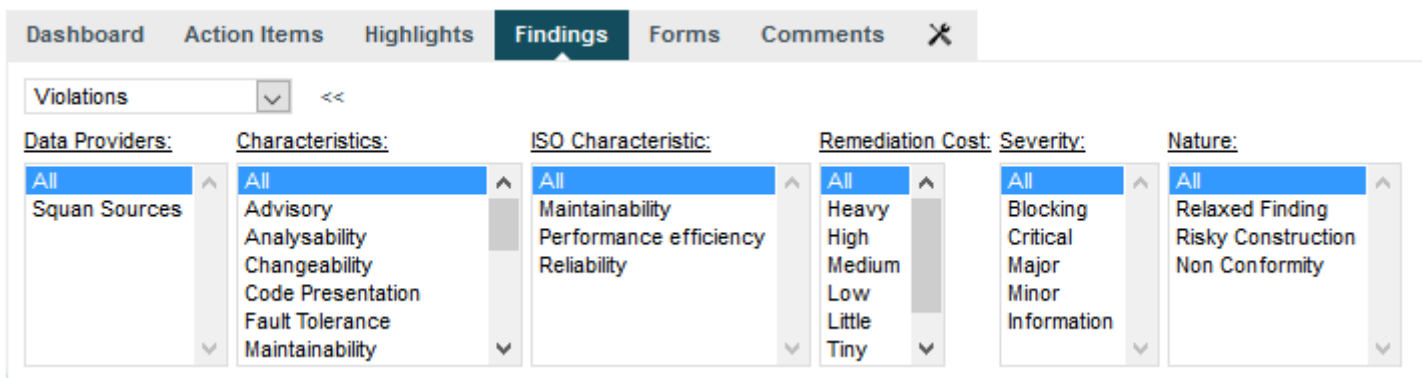 Dashboard Action Items Highlights Findings Forms Comments
Violations <<
Data Providers: Characteristics: ISO Characteristic: Remediation Cost: Severity: Nature:
All All All All All All
Squan Sources Advisory Maintainability Heavy Blocking Relaxed Finding
Analysability Performance efficiency High Critical Risky Construction
Changeability Reliability Medium Major Non Conformity
Code Presentation Low Minor
Fault Tolerance Little Information
Maintainability Tiny